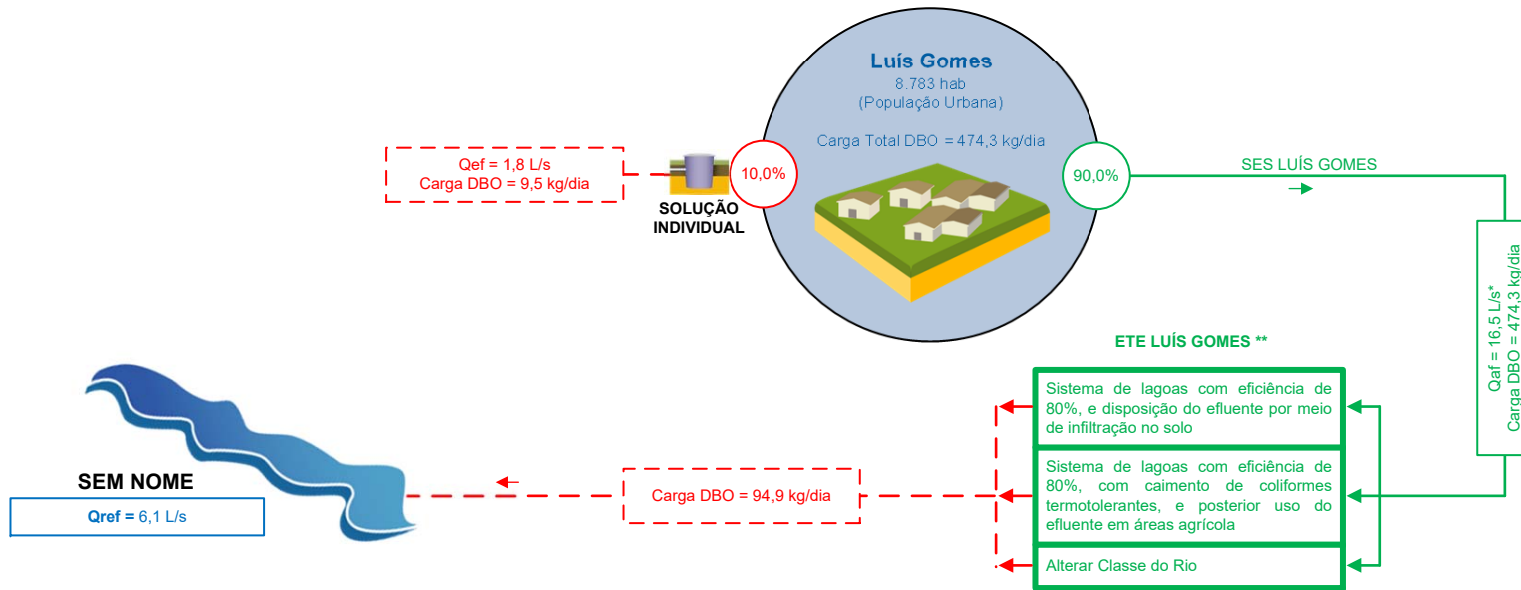 Luís Gomes
8.783 hab
(População Urbana)
Carga Total DBO = 474,3 kg/dia
Qef = 1,8 L/s
Carga DBO = 9,5 kg/dia
10,0%
SOLUÇÃO
INDIVIDUAL
90,0%
SES LUÍS GOMES
Qaf = 16,5 L/s*
Carga DBO = 474,3 kg/dia
ETE LUÍS GOMES **
Sistema de lagoas com eficiência de
80%, e disposição do efluente por meio
de infiltração no solo
Sistema de lagoas com eficiência de
80%, com caimento de coliformes
termotolerantes, e posterior uso do
efluente em áreas agrícola
Alterar Classe do Rio
Carga DBO = 94,9 kg/dia
SEM NOME
Qref = 6,1 L/s